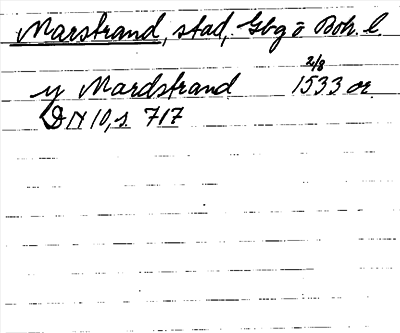 Marstrand, stad, Gbg o Boh. l.
2/8
y Mardstrand 1533 or.
DN 10, s. 717